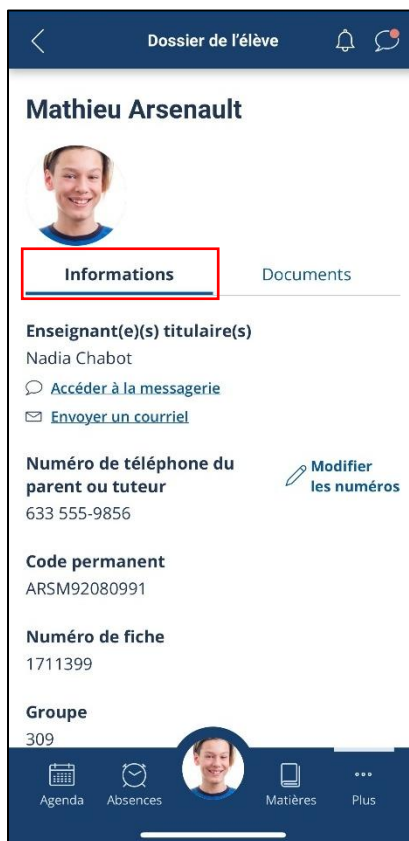 Dossier de l’élève
Mathieu Arsenault
Informations
Documents
Enseignant(e)(s) titulaire(s)
Nadia Chabot
Accéder à la messagerie
Envoyer un courriel
Numéro de téléphone du
parent ou tuteur
Modifier
les numéros
633 555-9856
Code permanent
ARSM92080991
Numéro de fiche
1711399
Groupe
309
Agenda
Absences
Matières
Plus